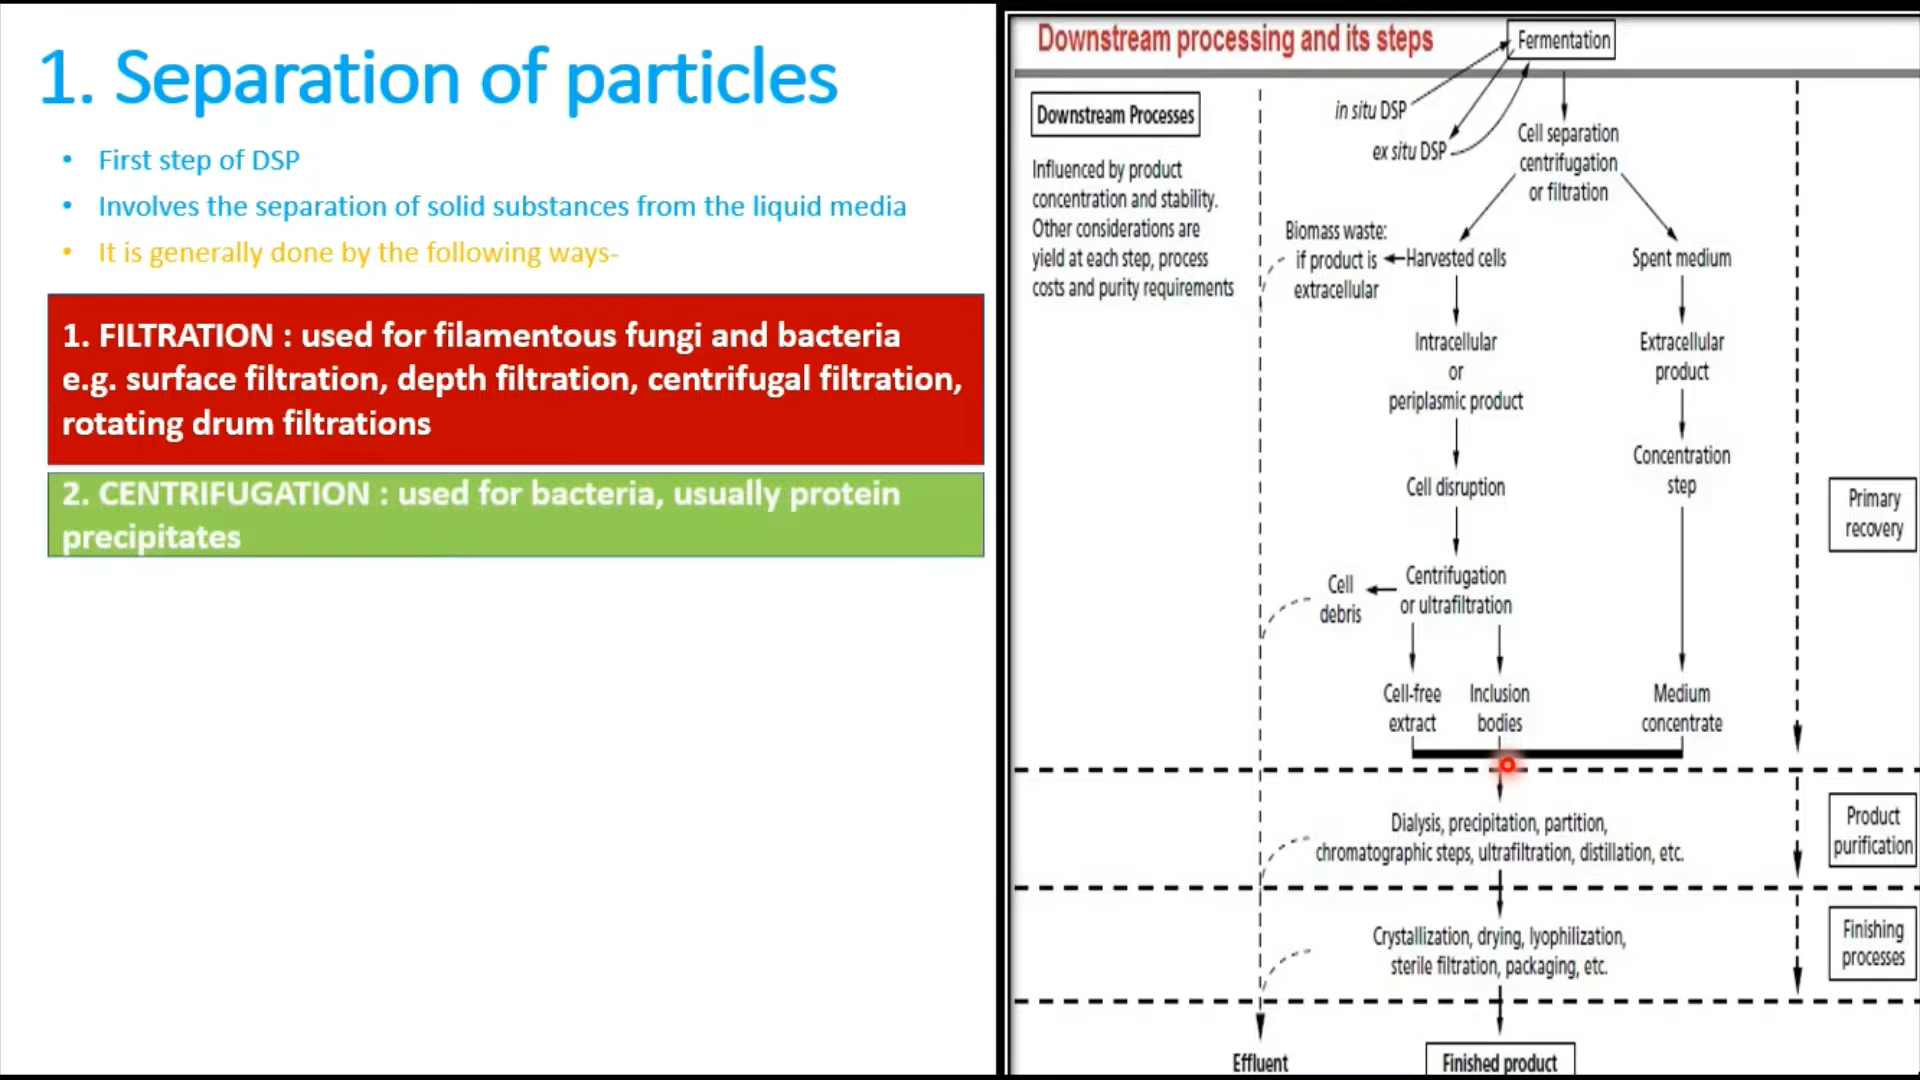 1. Separation of particles
• First step of DSP
• Involves the separation of solid substances from the liquid media
• It is generally done by the following ways-
1. FILTRATION : used for filamentous fungi and bacteria
e.g. surface filtration, depth filtration, centrifugal filtration,
rotating drum filtrations
2. CENTRIFUGATION : used for bacteria, usually protein
precipitates
Downstream processing and its steps
Fermentation
Downstream Processes
Influenced by product
concentration and stability.
Other considerations are
yield at each step, process
costs and purity requirements
in situ DSP
ex situ DSP
Cell separation
centrifugation
or filtration
Biomass waste:
if product is
extracellular
Harvested cells
Spent medium
Intracellular
or
periplasmic product
Extracellular
product
Cell disruption
Concentration
step
Primary
recovery
Cell
debris
Centrifugation
or ultrafiltration
Cell-free
extract
Inclusion
bodies
Medium
concentrate
Dialysis, precipitation, partition,
chromatographic steps, ultrafiltration, distillation, etc.
Product
purification
Crystallization, drying, lyophilization,
sterile filtration, packaging, etc.
Finishing
processes
Effluent
Finished product